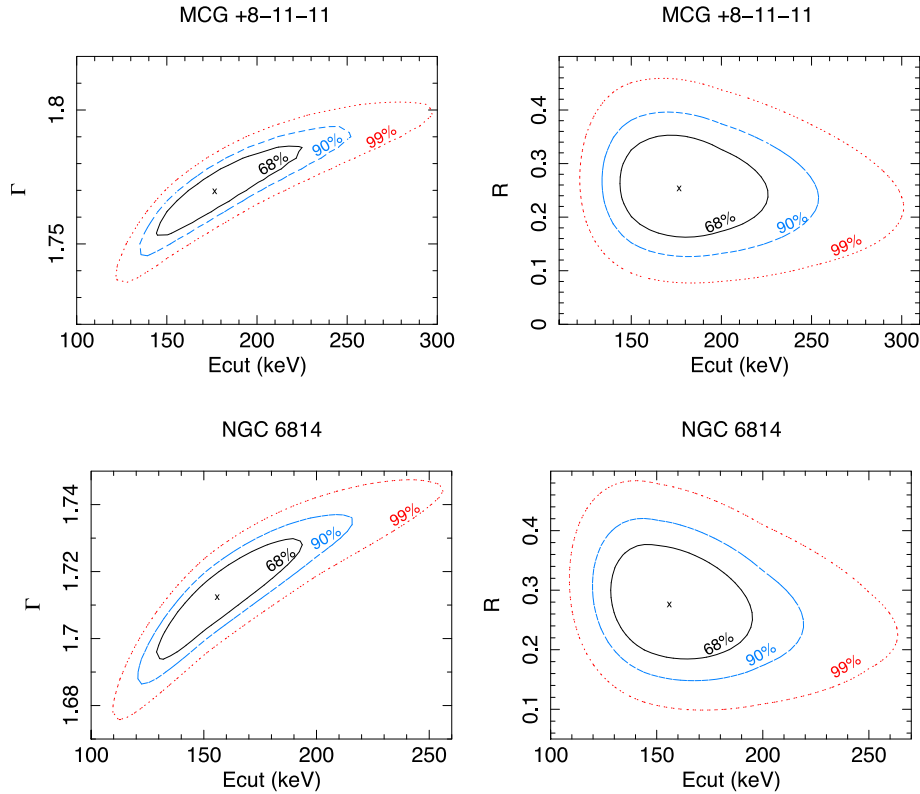 MCG +8−11−11
MCG +8−11−11
Γ
1.75
1.8
68%
90%
99%
x
100
150
200
250
300
Ecut (keV)
R
0
0.1
0.2
0.3
0.4
68%
90%
99%
x
150
200
250
300
Ecut (keV)
NGC 6814
NGC 6814
Γ
1.68
1.7
1.72
1.74
68%
90%
99%
x
100
150
200
250
Ecut (keV)
R
0.1
0.2
0.3
0.4
68%
90%
99%
x
100
150
200
250
Ecut (keV)